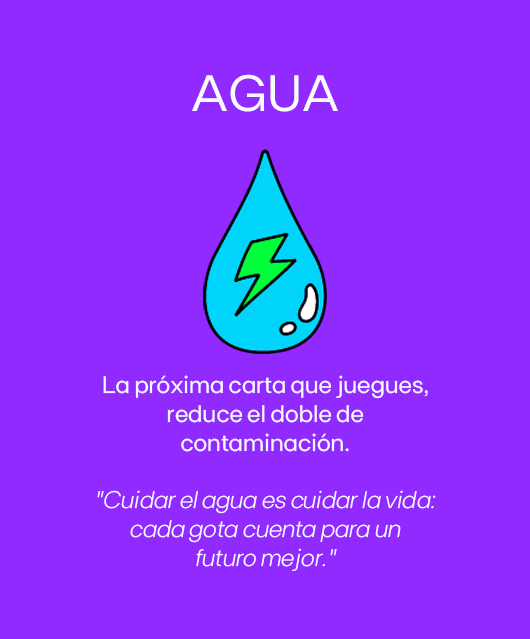 AGUA
La próxima carta que juegues,
reduce el doble de
contaminación.
"Cuidar el agua es cuidar la vida:
cada gota cuenta para un
futuro mejor."